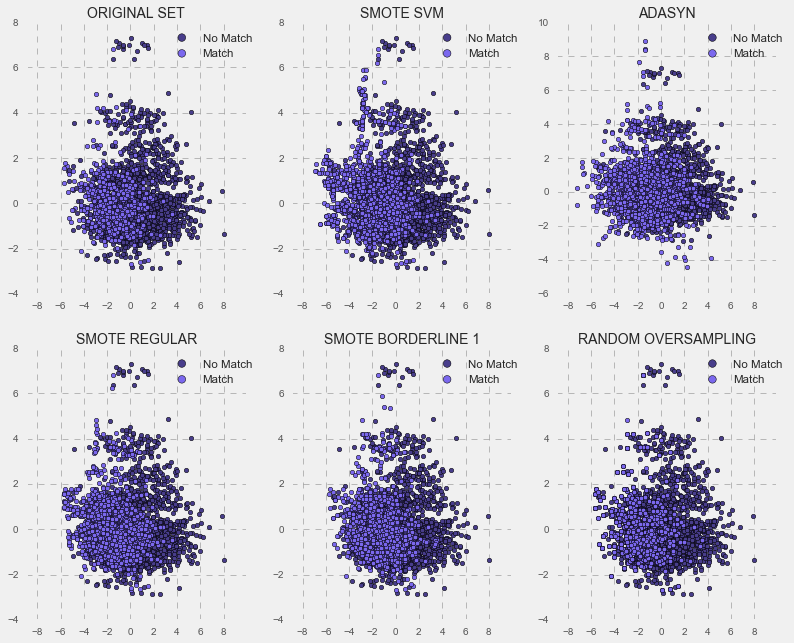 ORIGINAL SET
8
6
4
2
0
−2
−4
−8 −6 −4 −2 0 2 4 6 8
No Match
Match
SMOTE SVM
8
6
4
2
0
−2
−4
−8 −6 −4 −2 0 2 4 6 8
No Match
Match
ADASYN
10
8
6
4
2
0
−2
−4
−6
−8 −6 −4 −2 0 2 4 6 8
No Match
Match
SMOTE REGULAR
8
6
4
2
0
−2
−4
−8 −6 −4 −2 0 2 4 6 8
No Match
Match
SMOTE BORDERLINE 1
8
6
4
2
0
−2
−4
−8 −6 −4 −2 0 2 4 6 8
No Match
Match
RANDOM OVERSAMPLING
8
6
4
2
0
−2
−4
−8 −6 −4 −2 0 2 4 6 8
No Match
Match